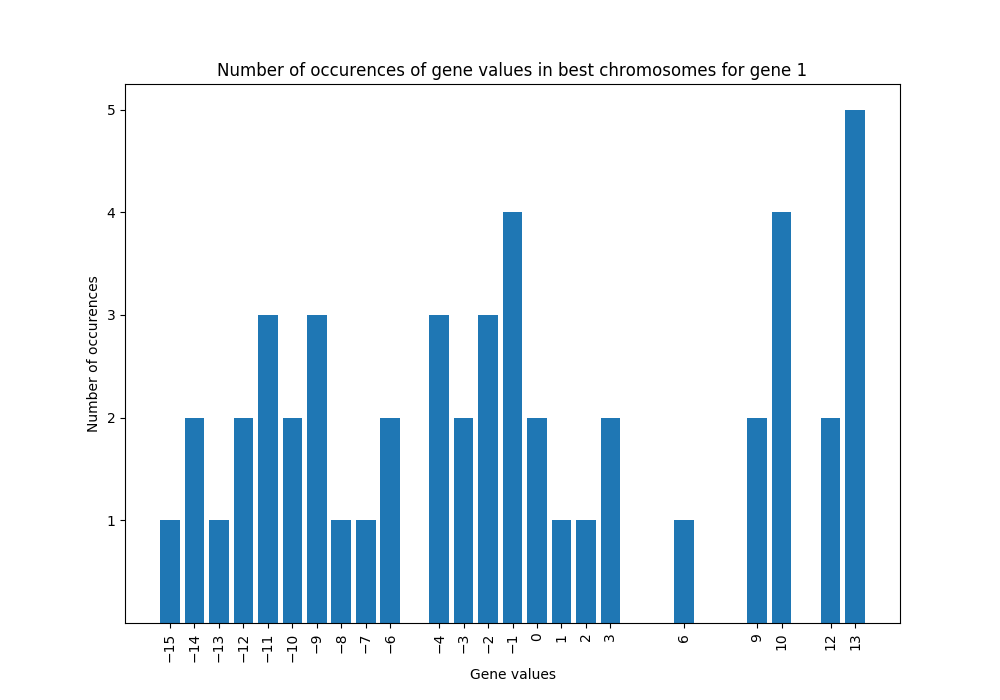 Number of occurences of gene values in best chromosomes for gene 1
Number of occurences
5
4
3
2
1
−15 −14 −13 −12 −11 −10 −9 −8 −7 −6 −4 −3 −2 −1 0 1 2 3 6 9 10 12 13
Gene values